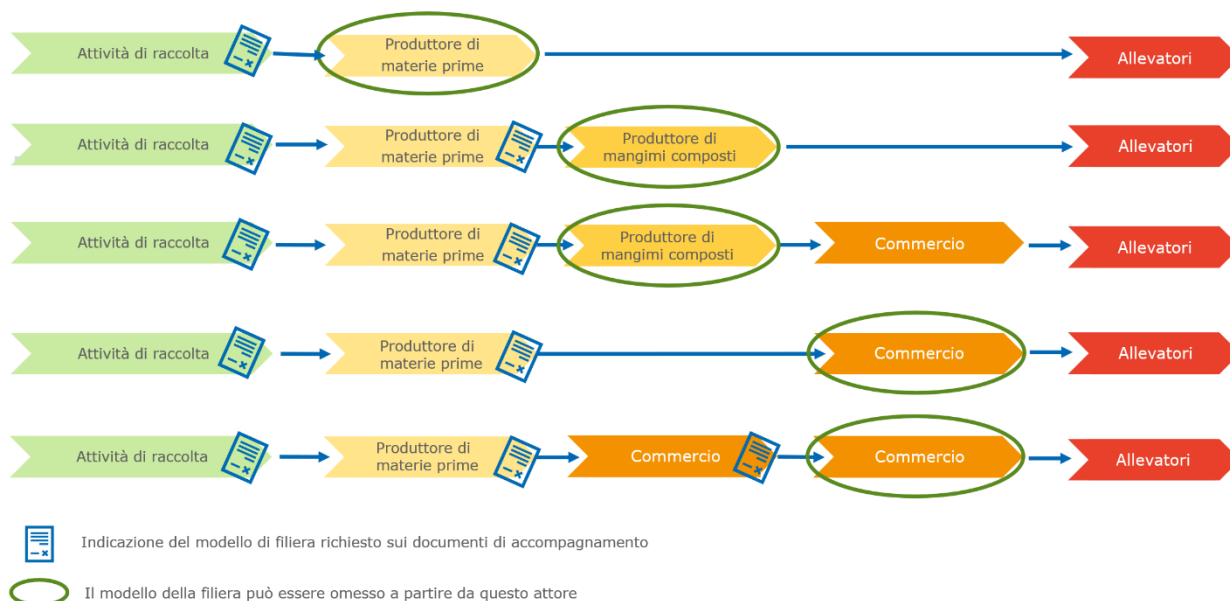 Attività di raccolta
Produttore di
materie prime
Allevatori
Attività di raccolta
Produttore di
materie prime
Produttore di
mangimi composti
Allevatori
Attività di raccolta
Produttore di
materie prime
Produttore di
mangimi composti
Commercio
Allevatori
Attività di raccolta
Produttore di
materie prime
Commercio
Allevatori
Attività di raccolta
Produttore di
materie prime
Commercio
Commercio
Allevatori
Indicazione del modello di filiera richiesto sui documenti di accompagnamento
Il modello della filiera può essere omesso a partire da questo attore